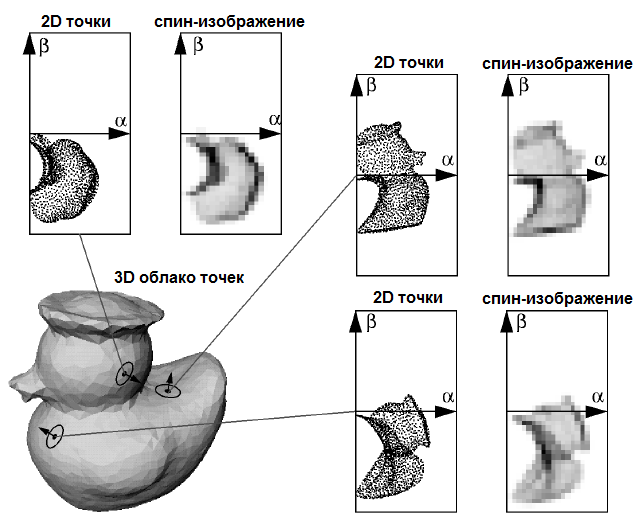 2D точки
спин-изображение
β
α
α
2D точки
спин-изображение
β
α
α
3D облако точек
2D точки
спин-изображение
β
α
α